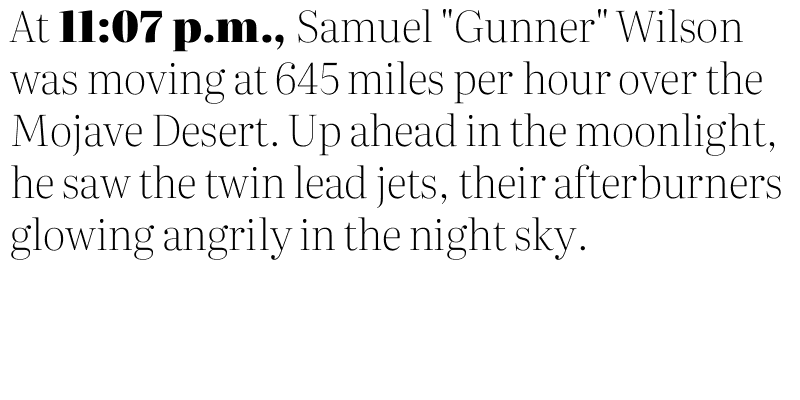 At 11:07 p.m., Samuel "Gunner" Wilson
was moving at 645 miles per hour over the
Mojave Desert. Up ahead in the moonlight,
he saw the twin lead jets, their afterburners
glowing angrily in the night sky.